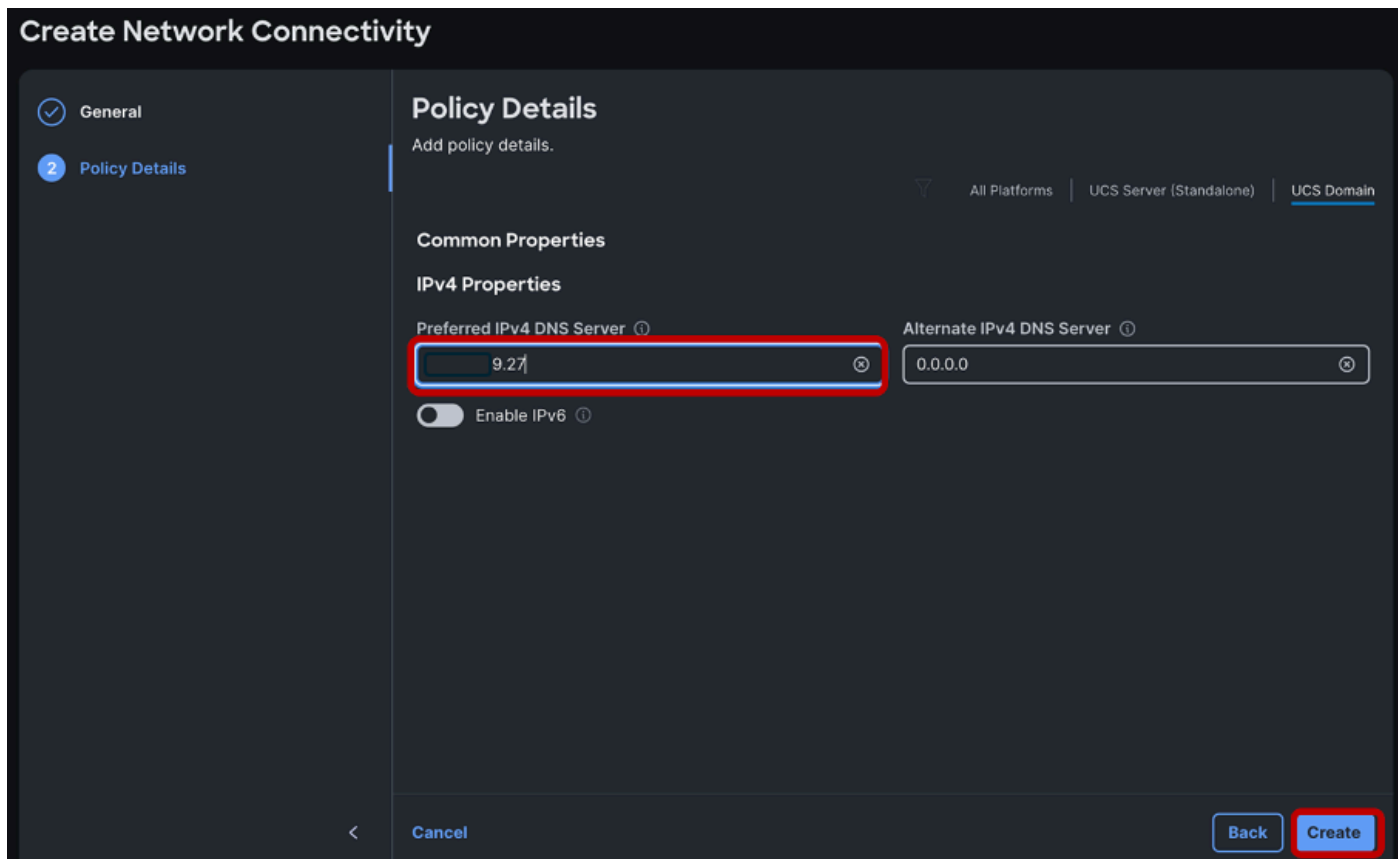 Create Network Connectivity
General
2 Policy Details
Policy Details
Add policy details.
All Platforms | UCS Server (Standalone) | UCS Domain
Common Properties
IPv4 Properties
Preferred IPv4 DNS Server Alternate IPv4 DNS Server
9.27 0.0.0.0
Enable IPv6
Cancel Back Create